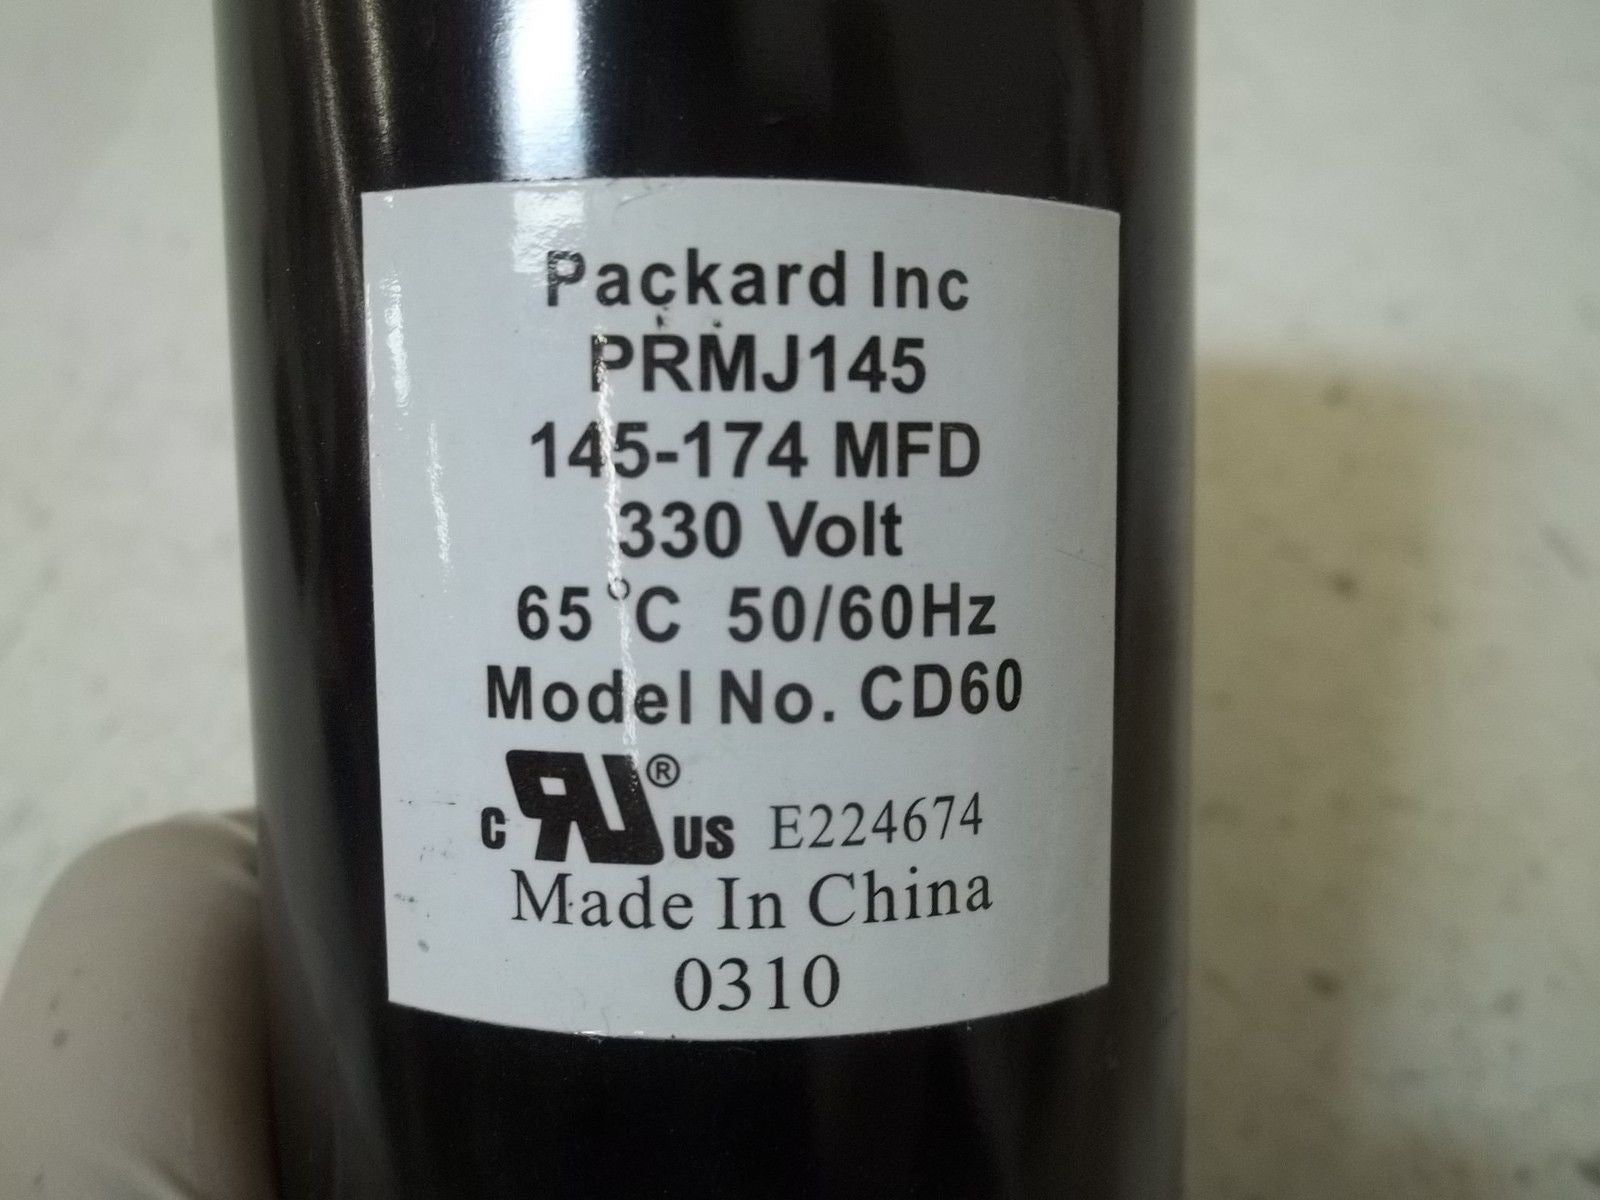 Packard Inc
PRMJ145
145-174 MFD
330 Volt
65°C 50/60Hz
Model No. CD60
c RU® US E224674
Made In China
0310